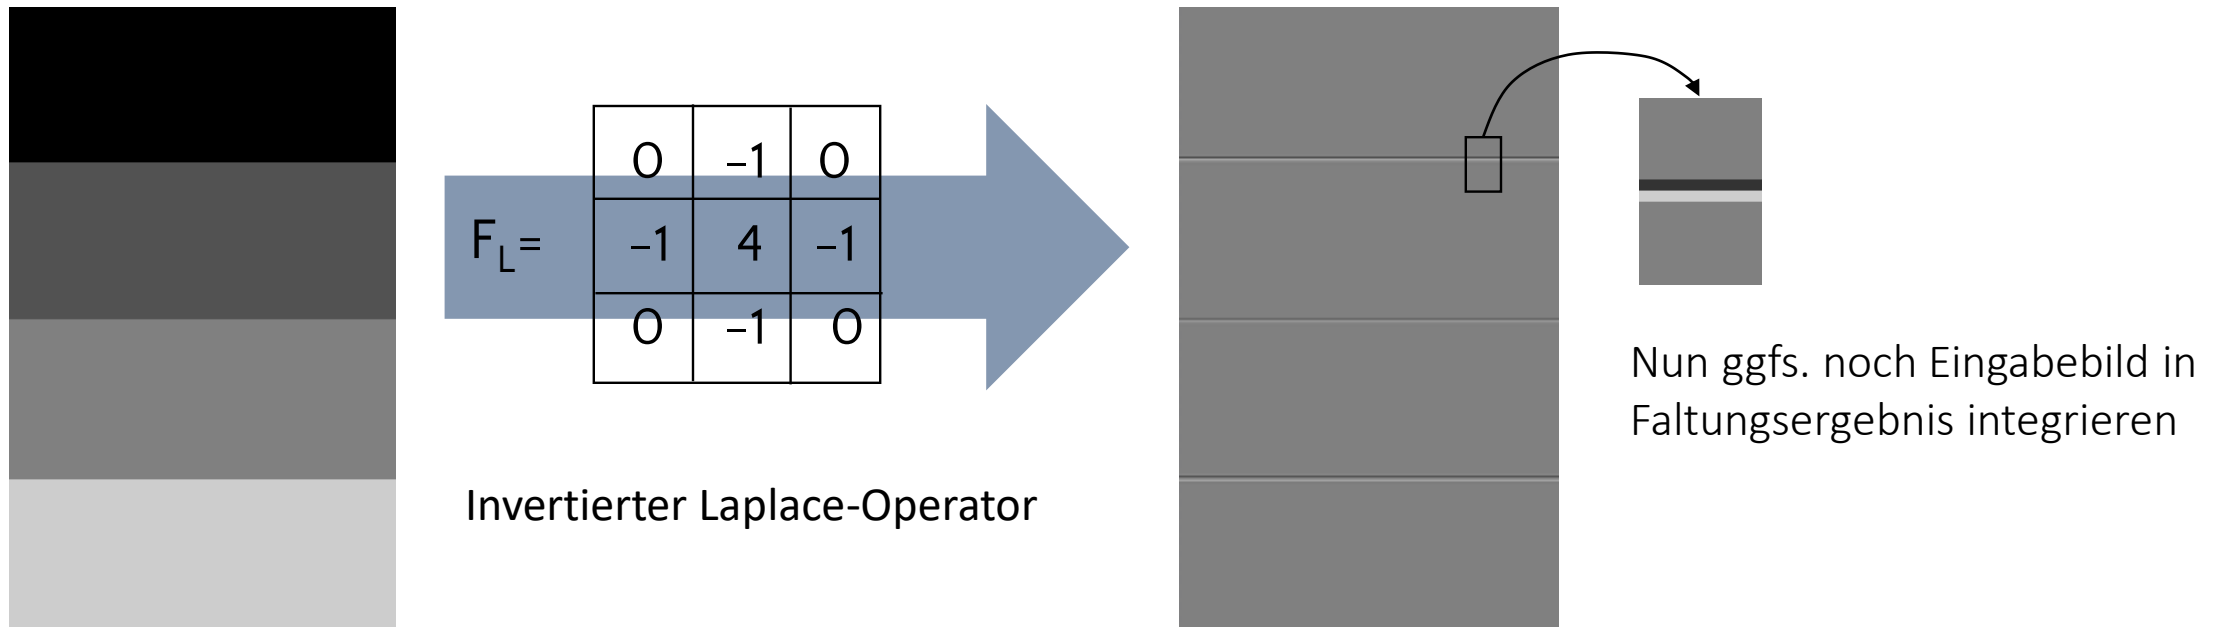 0 –1 0
F_L= –1 4 –1
0 –1 0
Invertierter Laplace-Operator
Nun ggfs. noch Eingabebild in
Faltungsergebnis integrieren